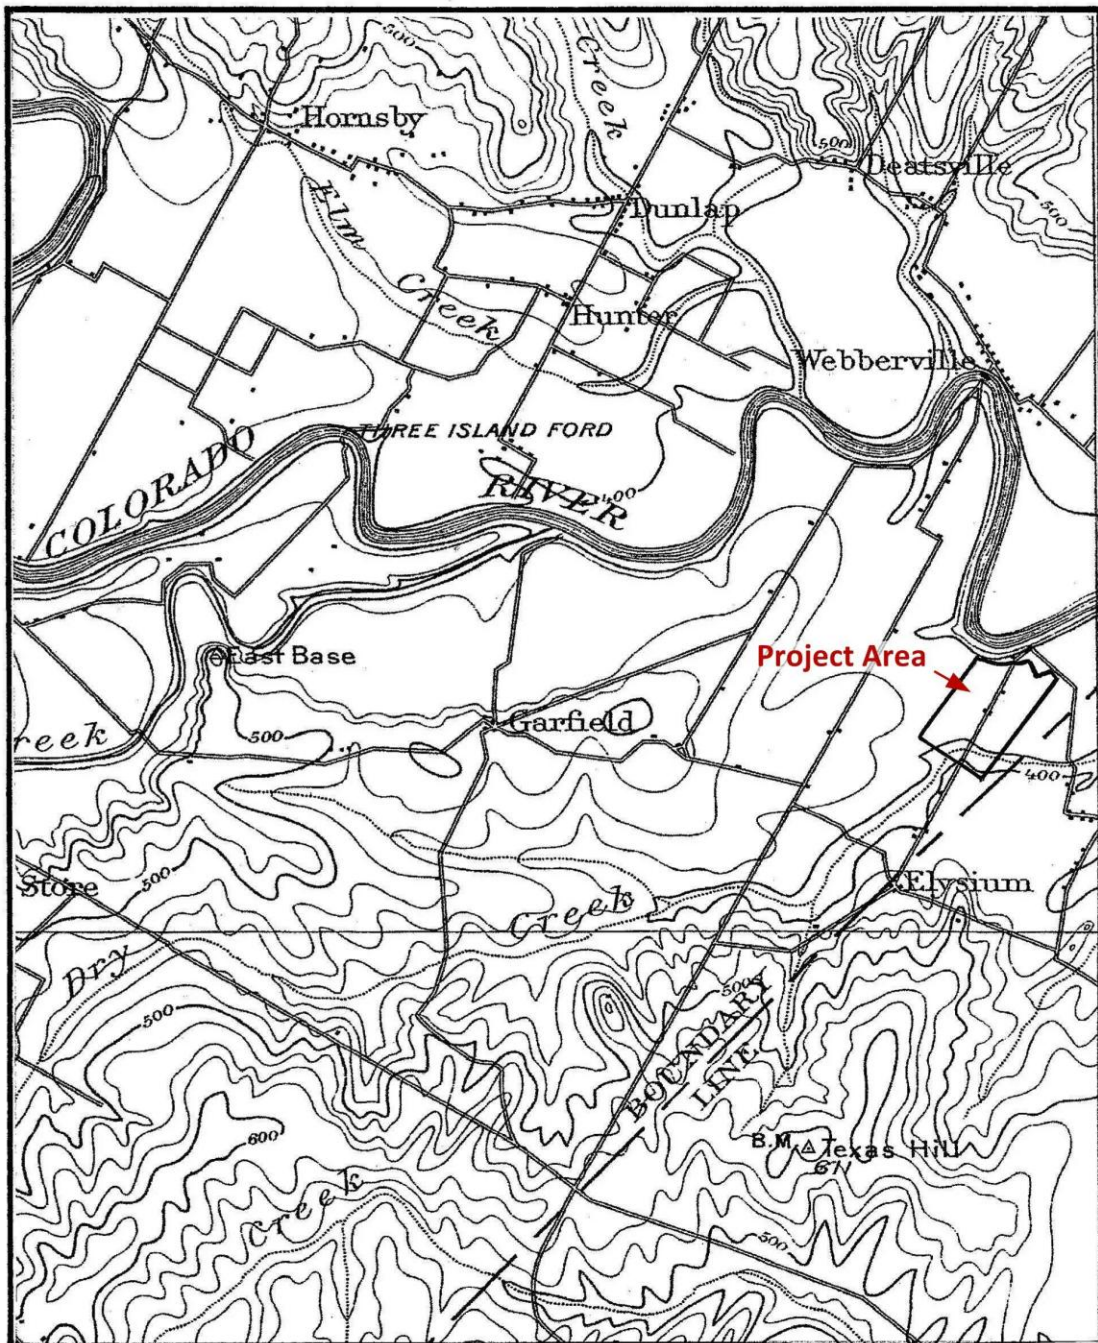 500
Creek
Hornsby
500
Deatsville
Elm
Creek
Dunlap
500
Hunter
Webberville
THREE ISLAND FORD
COLORADO
RIVER
400
East Base
Project Area
500
Garfield
reek
400
500
Store
Elysium
Creek
Dry
500
500
BOUNDARY
LINE
600
B.M.
Texas Hill
611
Creek
500